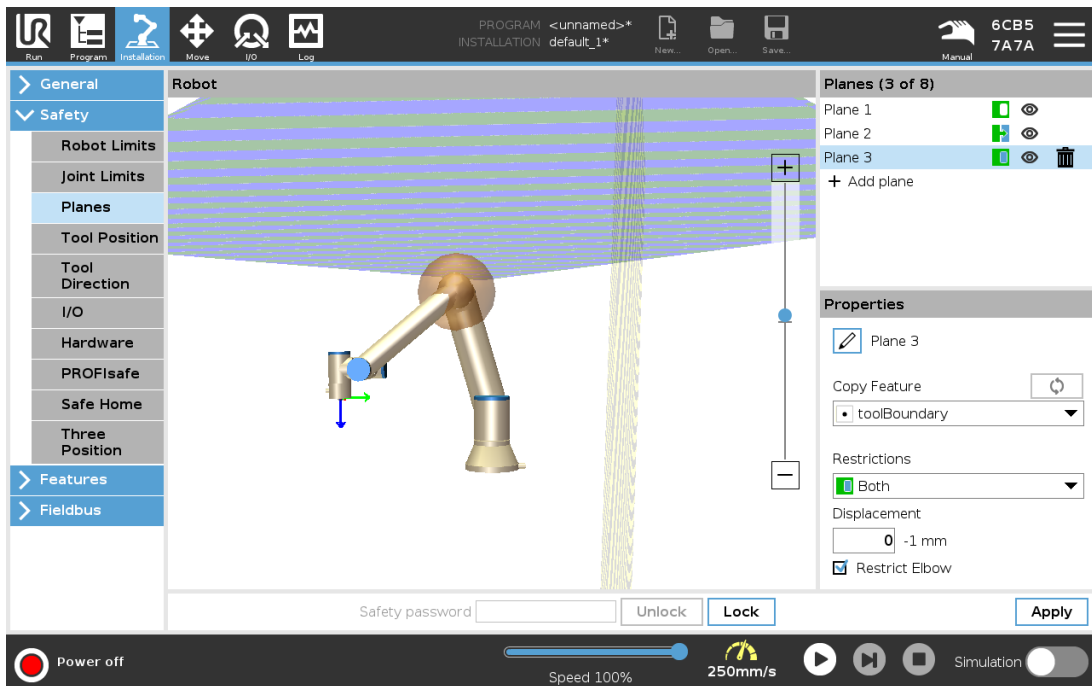 PROGRAM <unnamed>*
INSTALLATION default_1*
New...
Open...
Save...
Run
Program
Installation
Move
I/O
Log
Manual
6CB5
7A7A
General
Safety
Robot Limits
Joint Limits
Planes
Tool Position
Tool
Direction
I/O
Hardware
PROFIsafe
Safe Home
Three
Position
Features
Fieldbus
Robot
Planes (3 of 8)
Plane 1
Plane 2
Plane 3
+ Add plane
Properties
Plane 3
Copy Feature
toolBoundary
Restrictions
Both
Displacement
0 -1 mm
Restrict Elbow
Safety password
Unlock
Lock
Apply
Power off
Speed 100%
250mm/s
Simulation